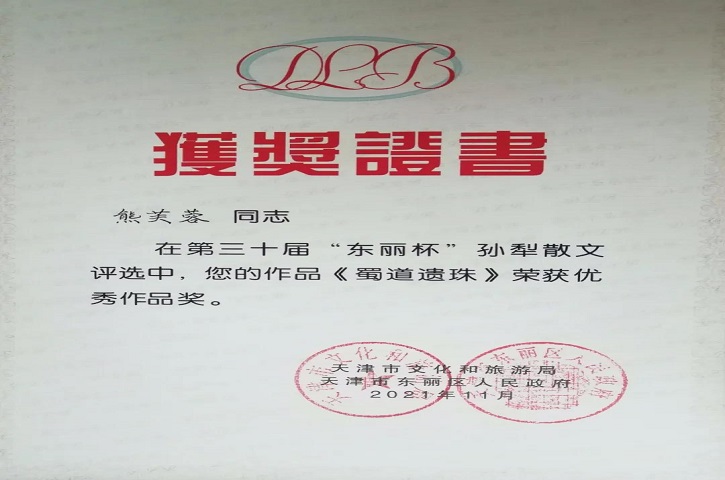 DLB
獲獎證書
熊芙蓉 同志
在第三十届“东丽杯”孙犁散文
评选中，您的作品《蜀道遗珠》荣获优
秀作品奖。
天津市文化和旅游局
天津市东丽区人民政府
2021年11月